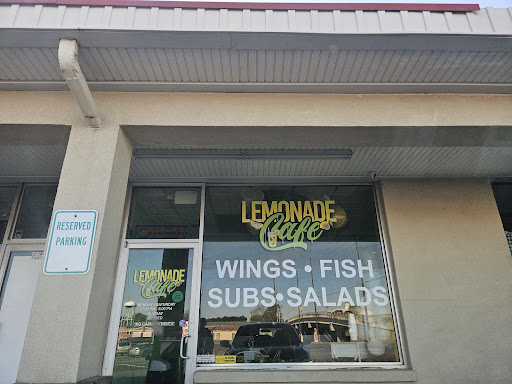 LEMONADE
Cafe
WINGS • FISH
SUBS • SALADS
RESERVED
PARKING
LEMONADE
Cafe